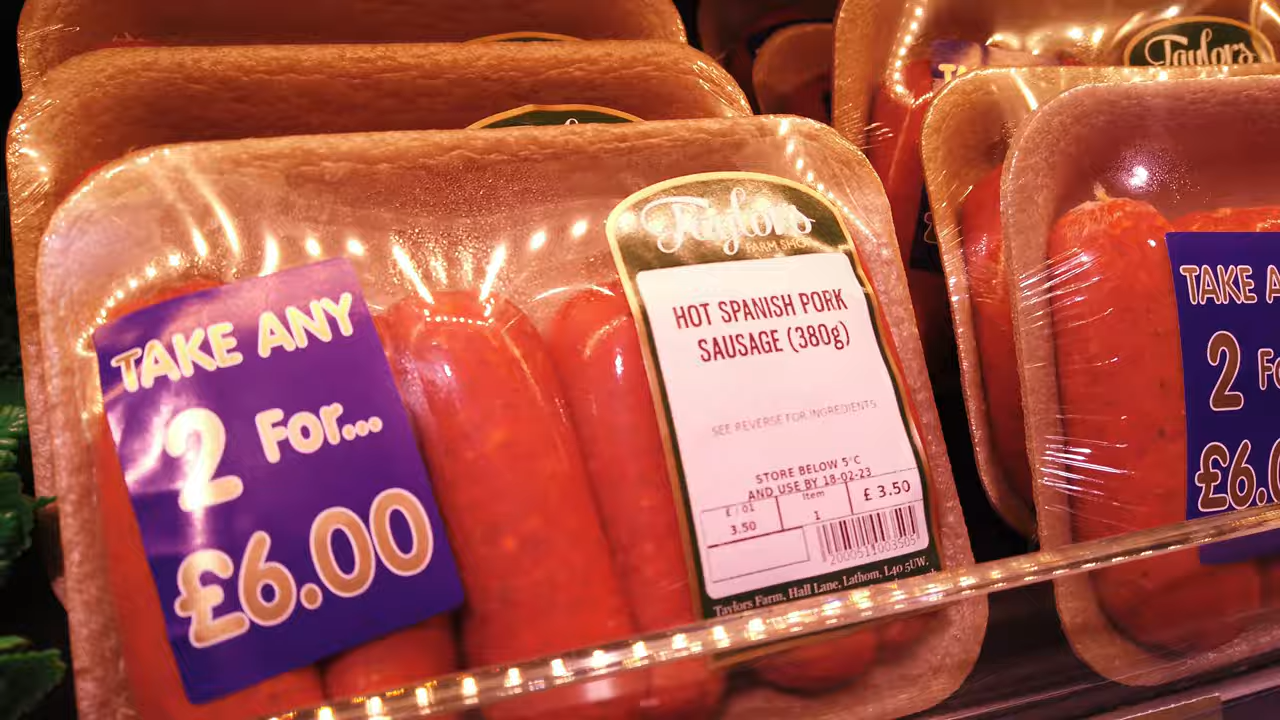 Taylors
TAKE ANY
2 For...
£6.00
Taylors
FARM SHOP
HOT SPANISH PORK
SAUSAGE (380g)
SEE REVERSE FOR INGREDIENTS
STORE BELOW 5°C
AND USE BY 18-02-23
£ / 01
Item
£ 3.50
3.50
1
2000511003505
Taylors Farm, Hall Lane, Lathom, L40 5UW.
TAKE A
2 Fo
£6.0